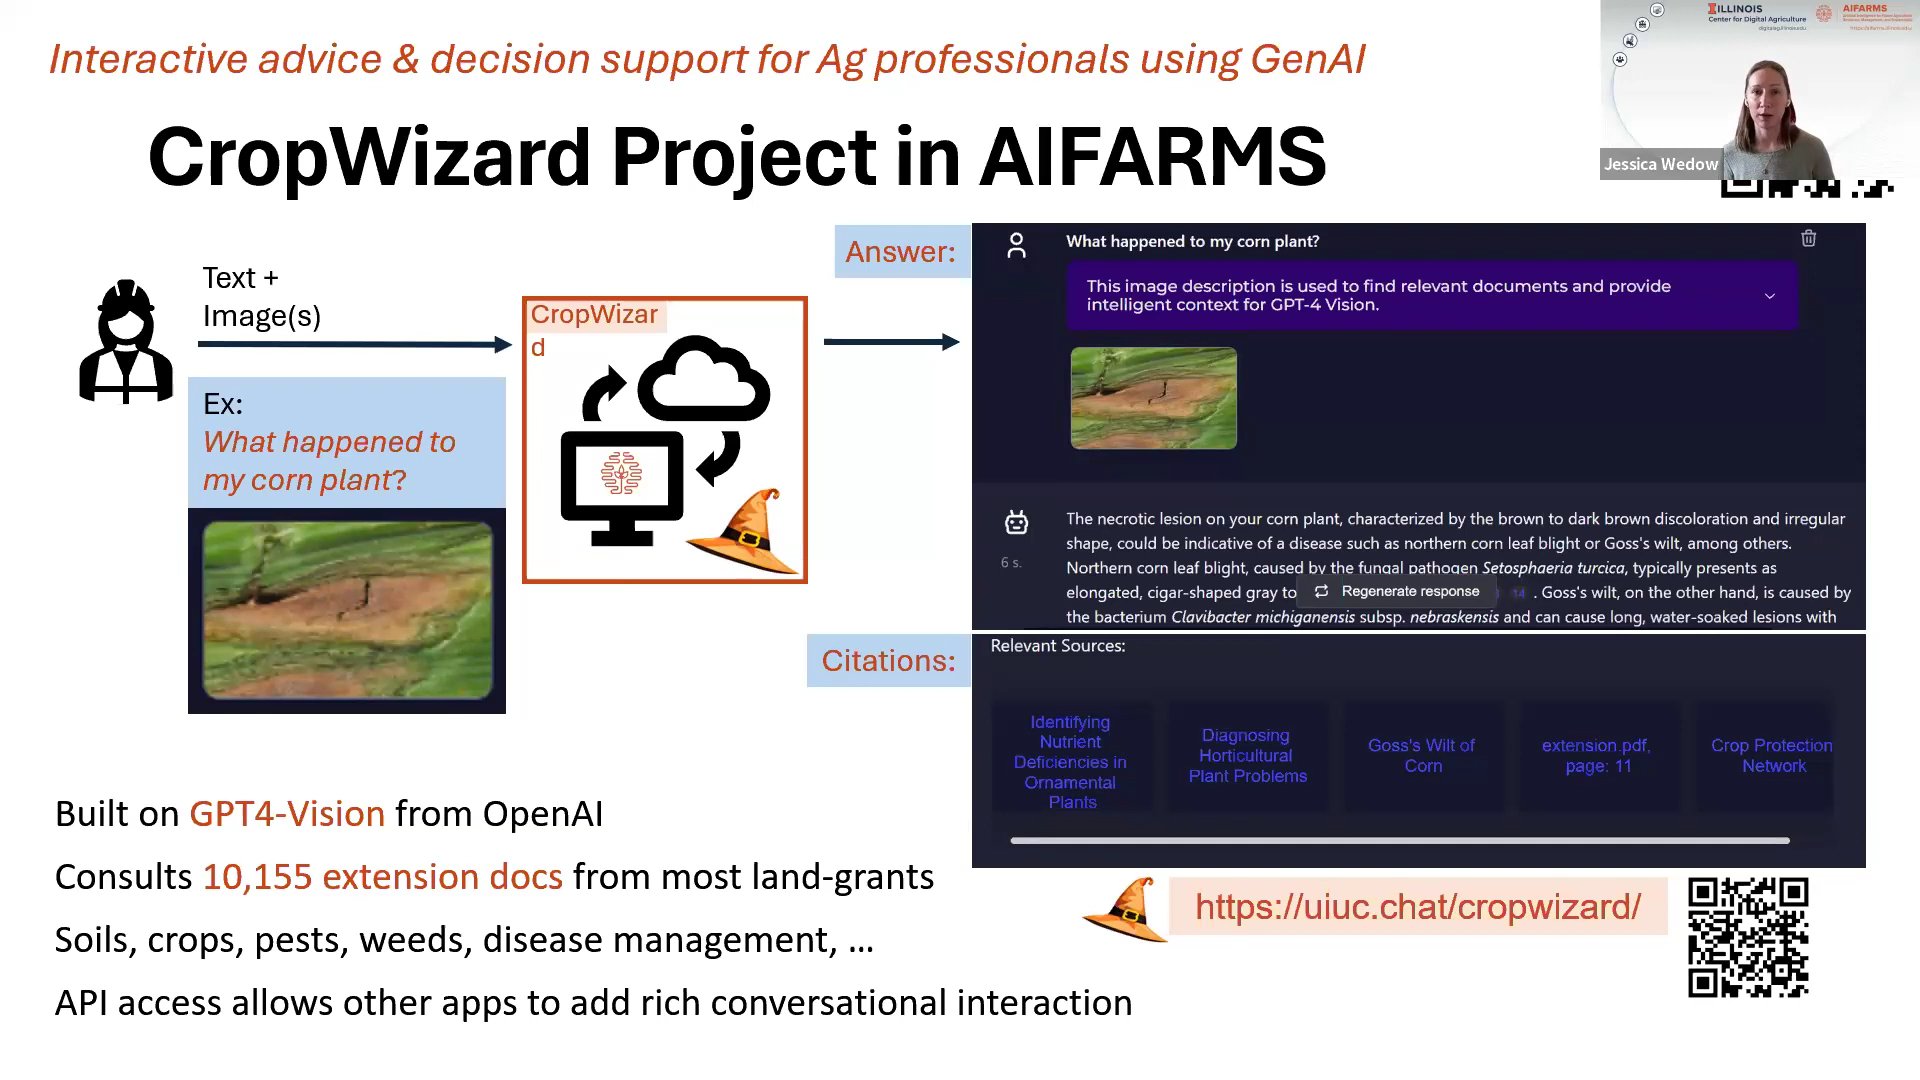 Interactive advice & decision support for Ag professionals using GenAI
CropWizard Project in AIFARMS
ILLINOIS
Center for Digital Agriculture
AIFARMS
Jessica Wedow
Text +
Image(s)
Ex:
What happened to
my corn plant?
CropWizar
d
Answer:
What happened to my corn plant?
This image description is used to find relevant documents and provide
intelligent context for GPT-4 Vision.
The necrotic lesion on your corn plant, characterized by the brown to dark brown discoloration and irregular
shape, could be indicative of a disease such as northern corn leaf blight or Goss's wilt, among others.
6 s.
Northern corn leaf blight, caused by the fungal pathogen Setosphaeria turcica, typically presents as
elongated, cigar-shaped gray to
Regenerate response
14
. Goss's wilt, on the other hand, is caused by
the bacterium Clavibacter michiganensis subsp. nebraskensis and can cause long, water-soaked lesions with
Citations:
Relevant Sources:
Identifying
Nutrient
Deficiencies in
Ornamental
Plants
Diagnosing
Horticultural
Plant Problems
Goss's Wilt of
Corn
extension.pdf,
page: 11
Crop Protection
Network
Built on GPT4-Vision from OpenAI
Consults 10,155 extension docs from most land-grants
Soils, crops, pests, weeds, disease management, ...
API access allows other apps to add rich conversational interaction
https://uiuc.chat/cropwizard/